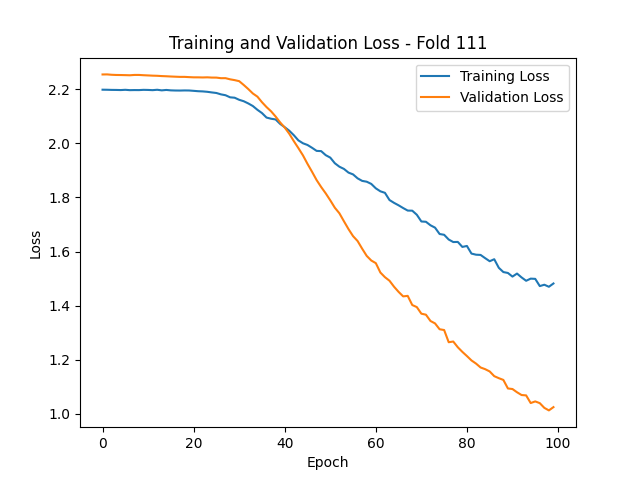 Training and Validation Loss - Fold 111
Training Loss
Validation Loss
Loss
2.2
2.0
1.8
1.6
1.4
1.2
1.0
0 20 40 60 80 100
Epoch